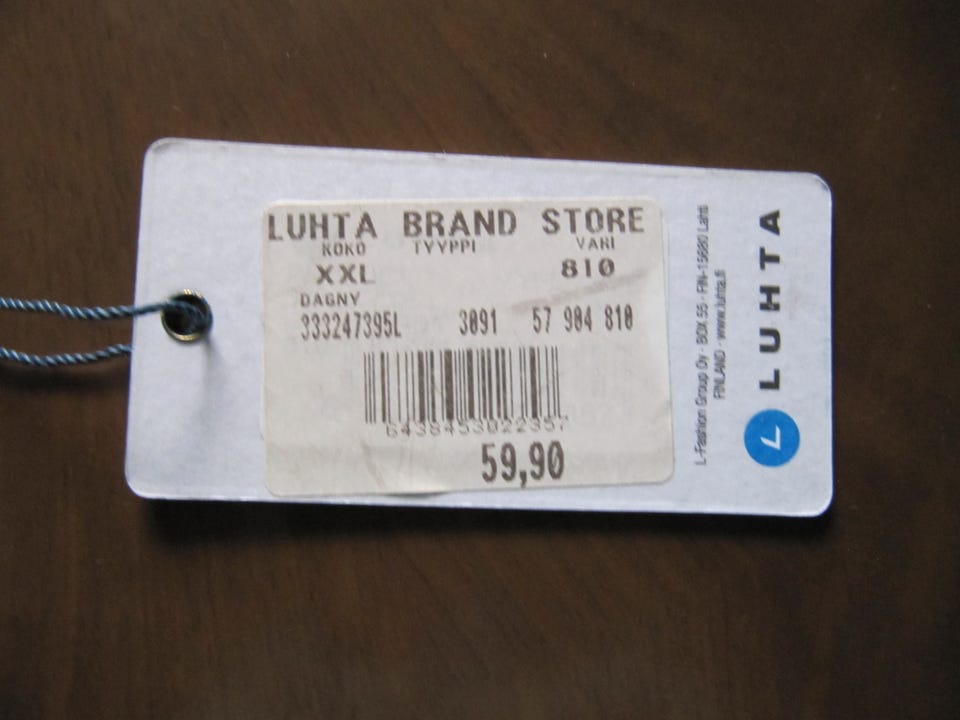 LUHTA BRAND STORE
KOKO TYYPPI VARI
XXL 810
DAGNY
333247395L 3091 57 904 810
6438453022357
59,90
L-Fashion Group Oy · BOX 55 · FIN-15680 Lahti
FINLAND · www.luhta.fi
L LUHTA